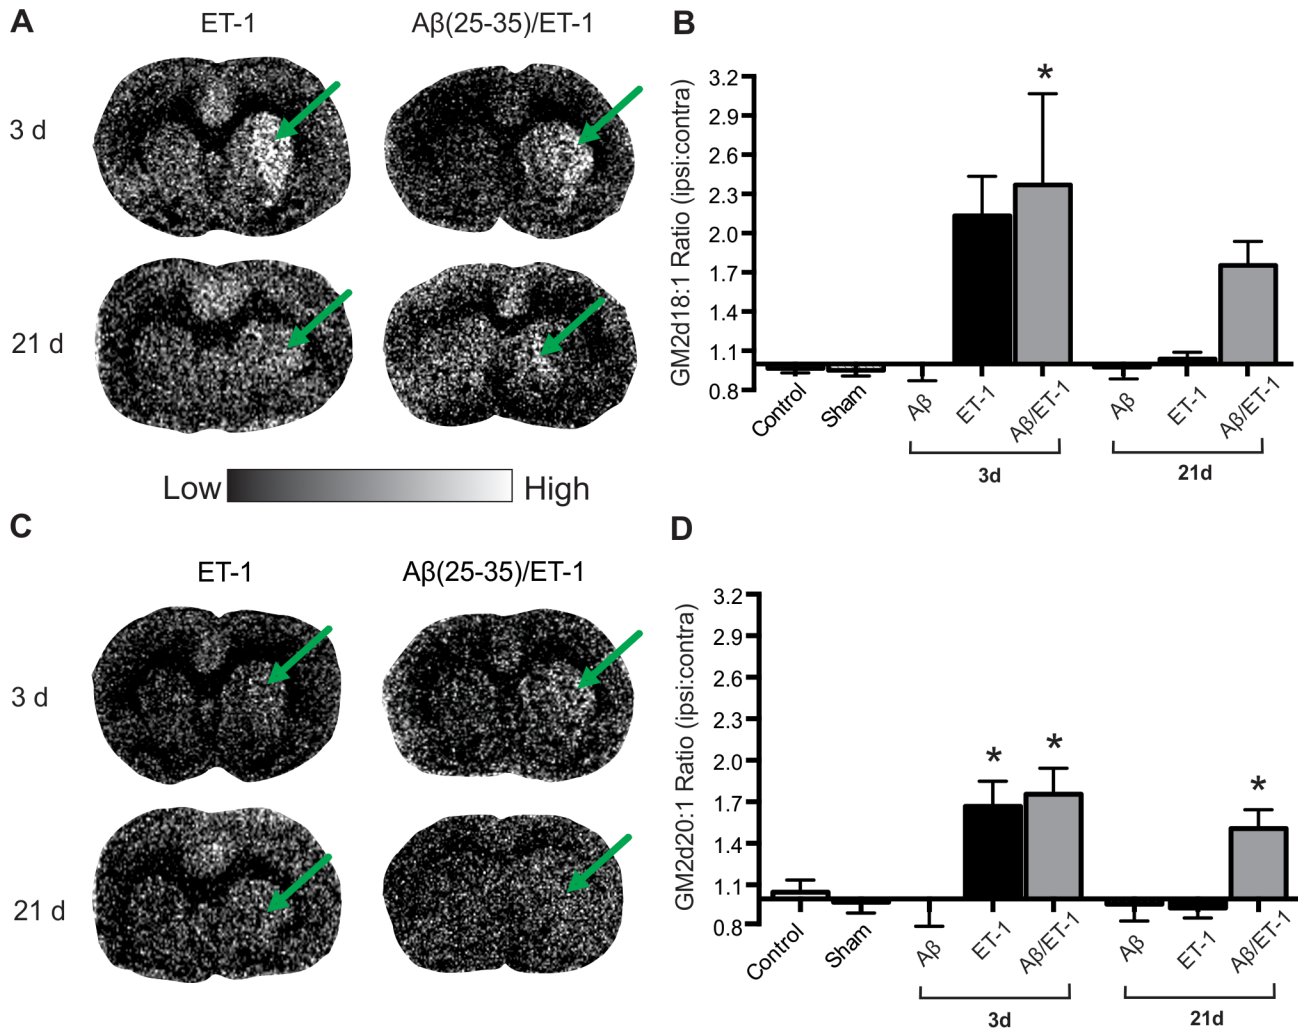 A
ET-1
Aβ(25-35)/ET-1
3 d
21 d
Low
High
B
GM2d18:1 Ratio (ipsi:contra)
3.2
2.9
2.6
2.3
2.0
1.7
1.4
1.1
0.8
*
Control
Sham
Aβ
ET-1
Aβ/ET-1
Aβ
ET-1
Aβ/ET-1
3d
21d
C
ET-1
Aβ(25-35)/ET-1
3 d
21 d
D
GM2d20:1 Ratio (ipsi:contra)
3.2
2.9
2.6
2.3
2.0
1.7
1.4
1.1
0.8
*
*
*
Control
Sham
Aβ
ET-1
Aβ/ET-1
Aβ
ET-1
Aβ/ET-1
3d
21d